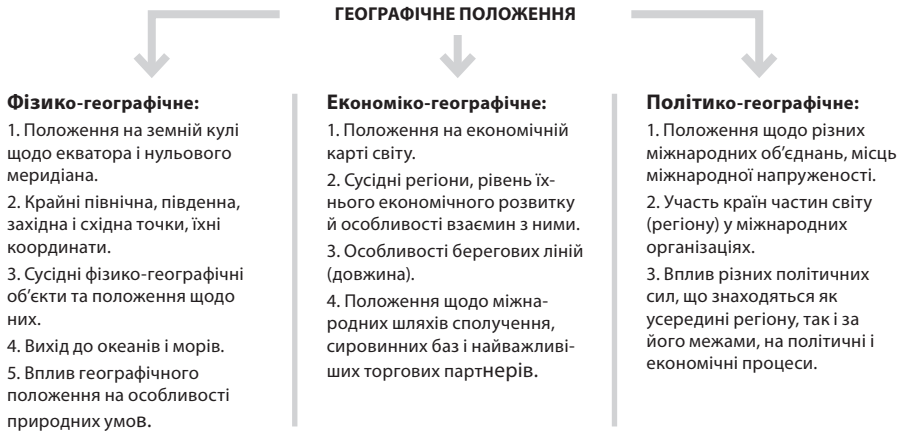 ГЕОГРАФІЧНЕ ПОЛОЖЕННЯ
Фізико-географічне:
1. Положення на земній кулі
щодо екватора і нульового
меридіана.
2. Крайні північна, південна,
західна і східна точки, їхні
координати.
3. Сусідні фізико-географічні
об’єкти та положення щодо
них.
4. Вихід до океанів і морів.
5. Вплив географічного
положення на особливості
природних умов.
Економіко-географічне:
1. Положення на економічній
карті світу.
2. Сусідні регіони, рівень їх-
нього економічного розвитку
й особливості взаємин з ними.
3. Особливості берегових ліній
(довжина).
4. Положення щодо міжна-
родних шляхів сполучення,
сировинних баз і найважливі-
ших торгових партнерів.
Політико-географічне:
1. Положення щодо різних
міжнародних об’єднань, місць
міжнародної напруженості.
2. Участь країн частин світу
(регіону) у міжнародних
організаціях.
3. Вплив різних політичних
сил, що знаходяться як
усередині регіону, так і за
його межами, на політичні і
економічні процеси.